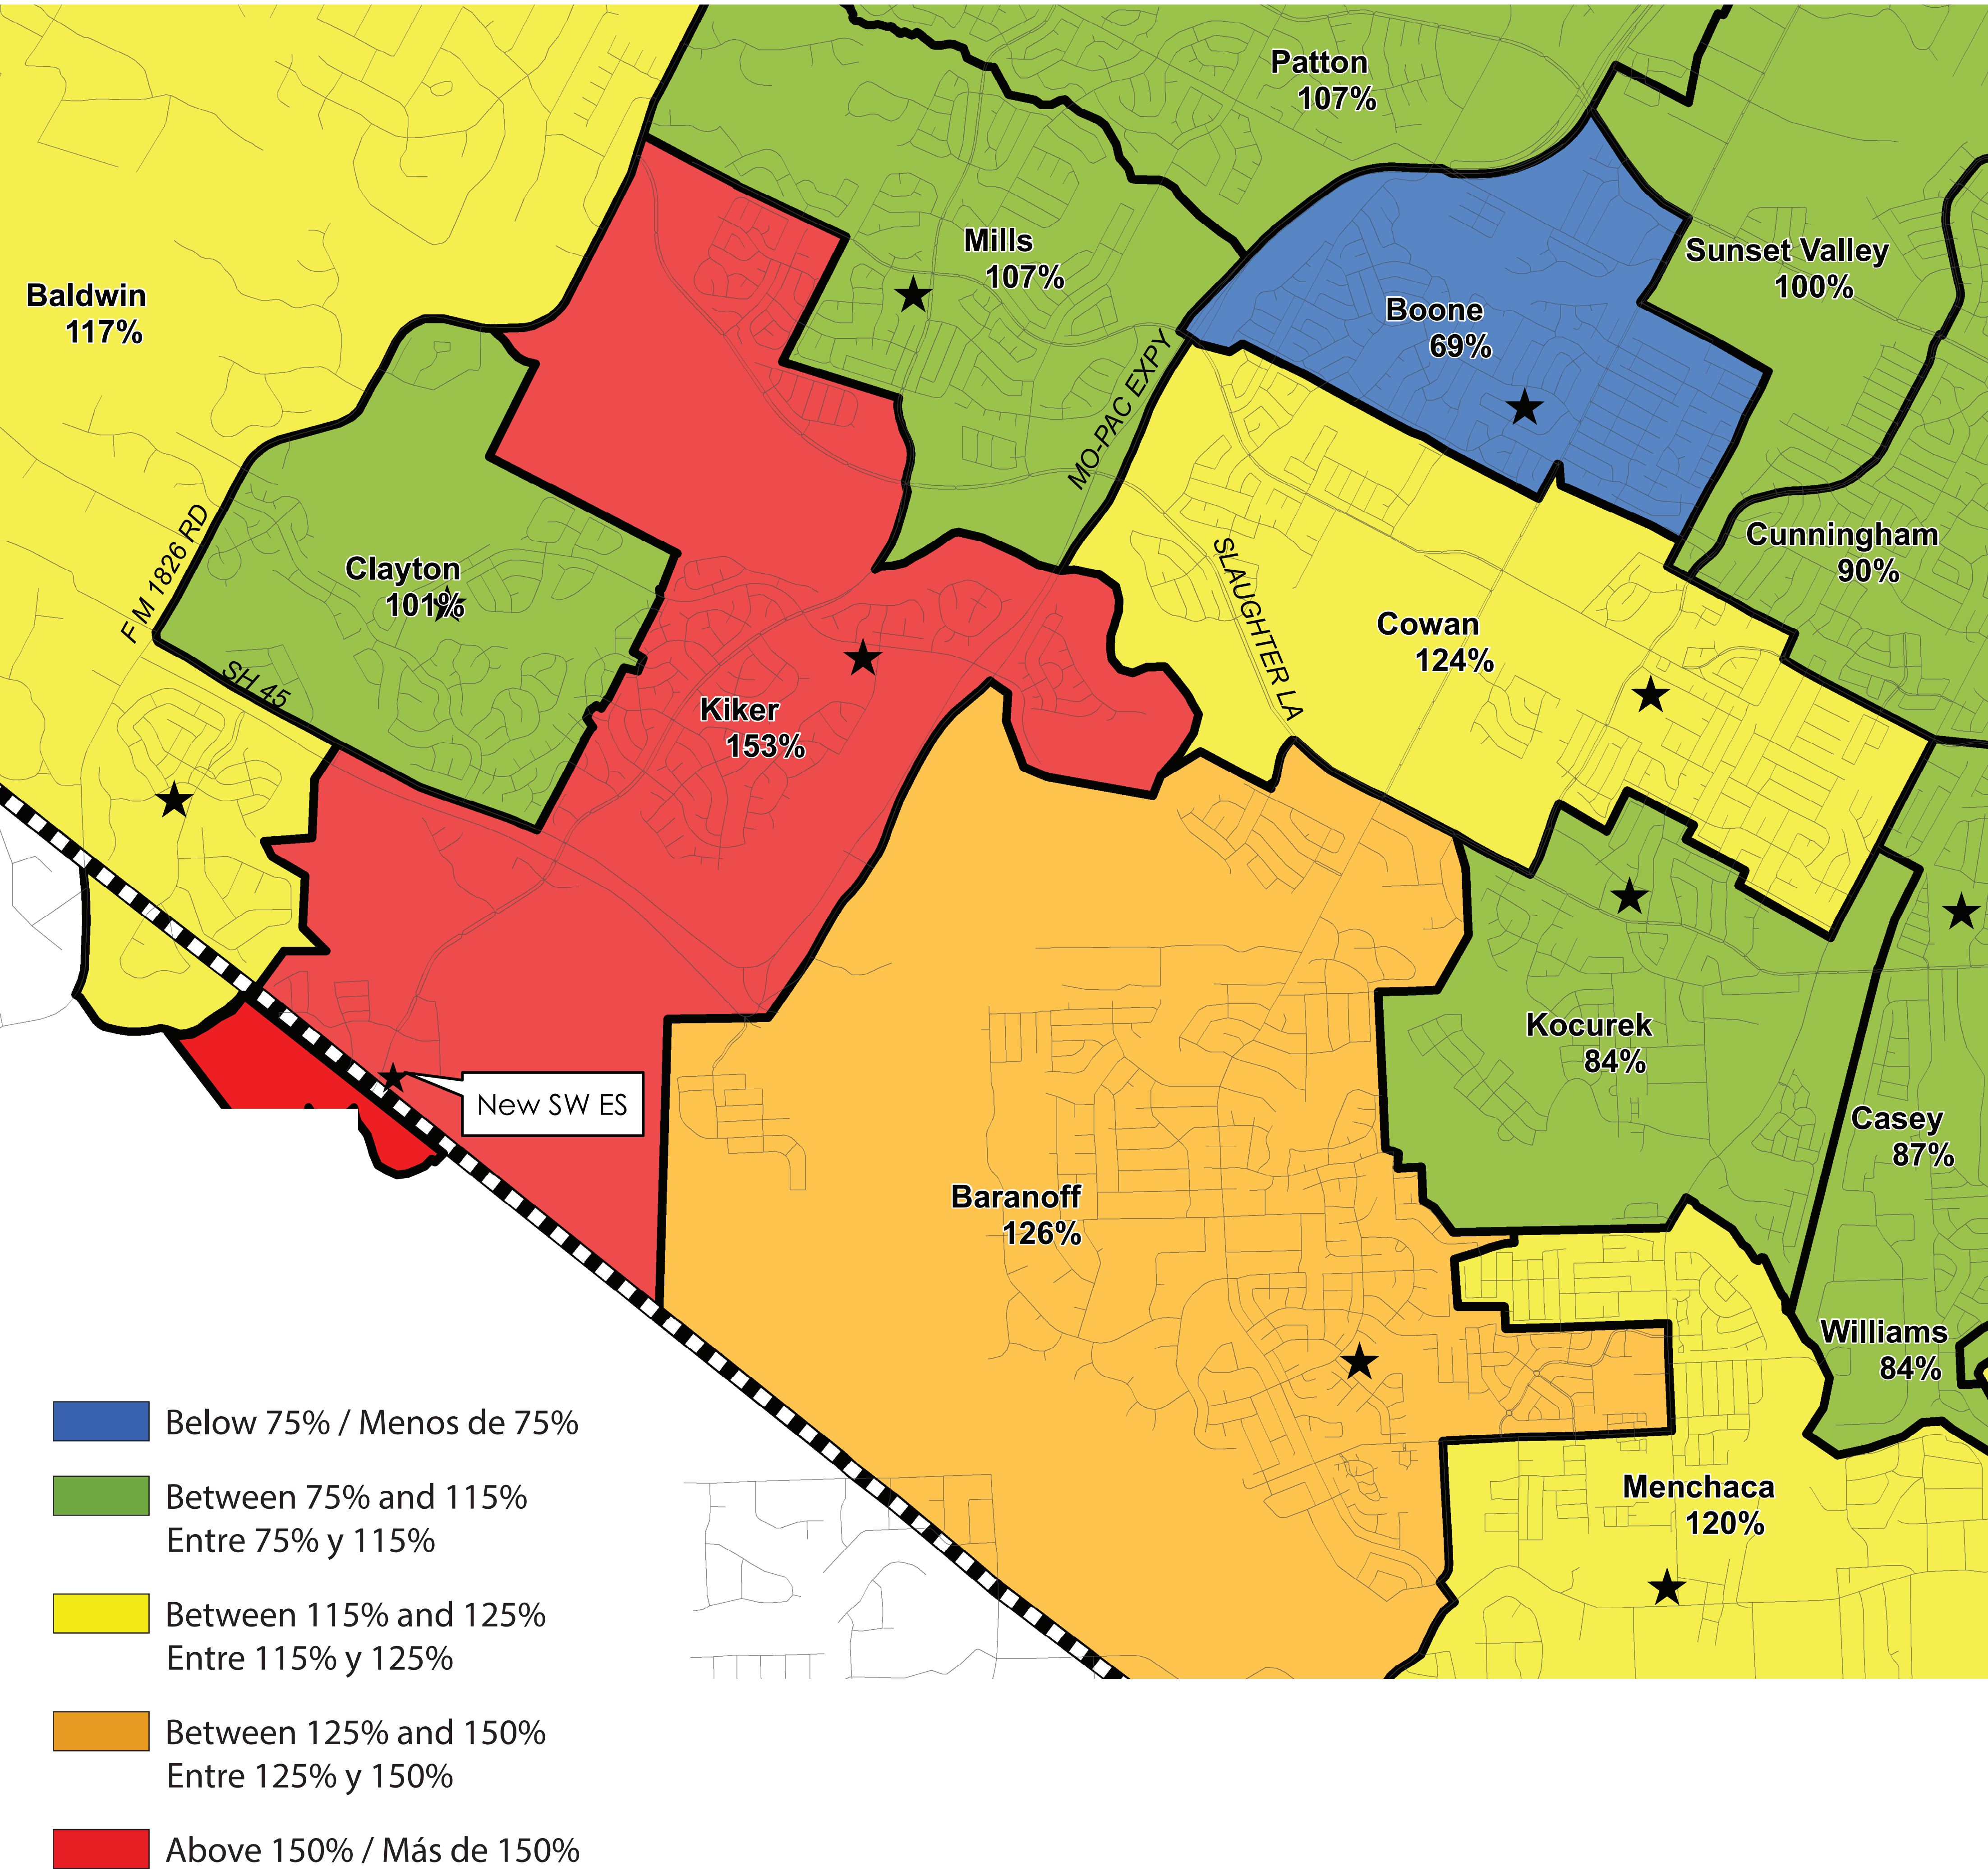 Patton
107%
Mills
107%
Sunset Valley
100%
Baldwin
117%
Boone
69%
MO-PAC EXPY
F M 1826 RD
Clayton
101%
SH 45
SLAUGHTER LA
Cunningham
90%
Cowan
124%
Kiker
153%
Kocurek
84%
New SW ES
Casey
87%
Baranoff
126%
Williams
84%
Menchaca
120%
Below 75% / Menos de 75%
Between 75% and 115%
Entre 75% y 115%
Between 115% and 125%
Entre 115% y 125%
Between 125% and 150%
Entre 125% y 150%
Above 150% / Más de 150%